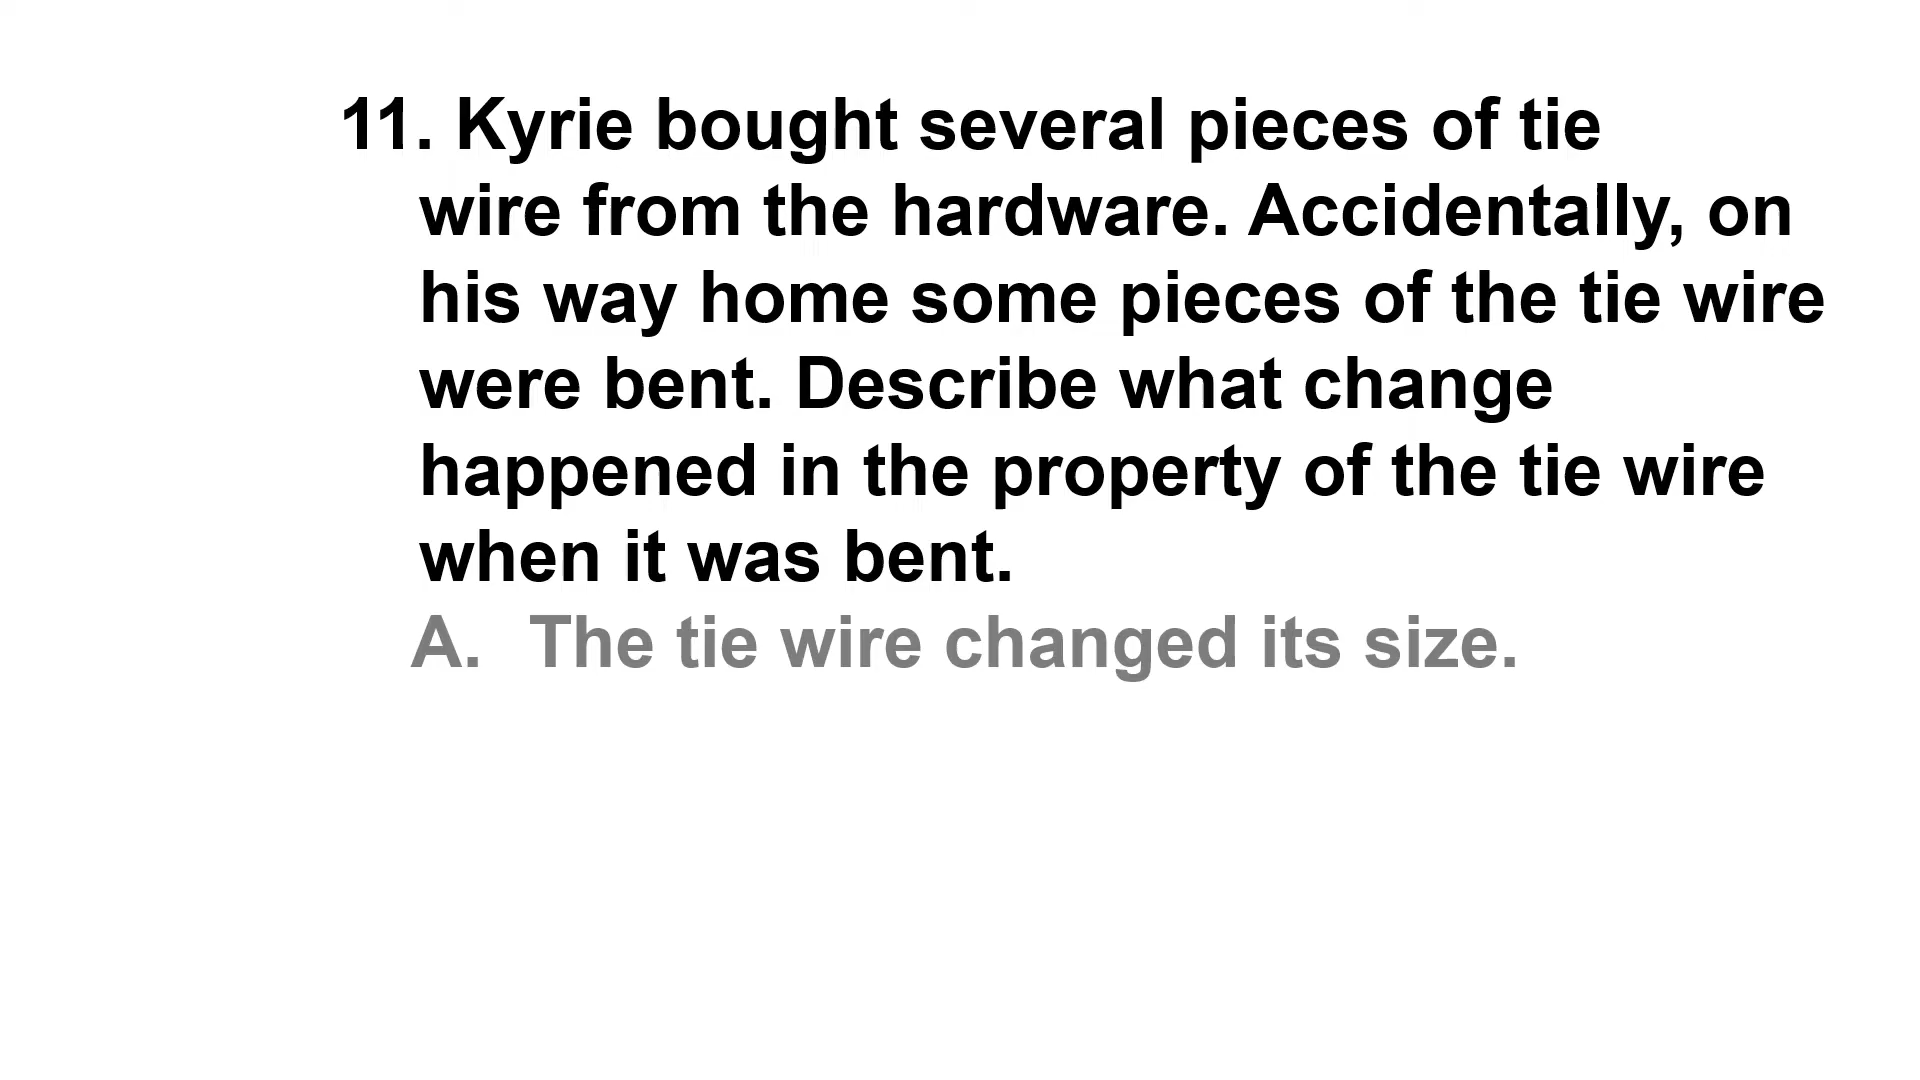 11. Kyrie bought several pieces of tie
wire from the hardware. Accidentally, on
his way home some pieces of the tie wire
were bent. Describe what change
happened in the property of the tie wire
when it was bent.
A. The tie wire changed its size.